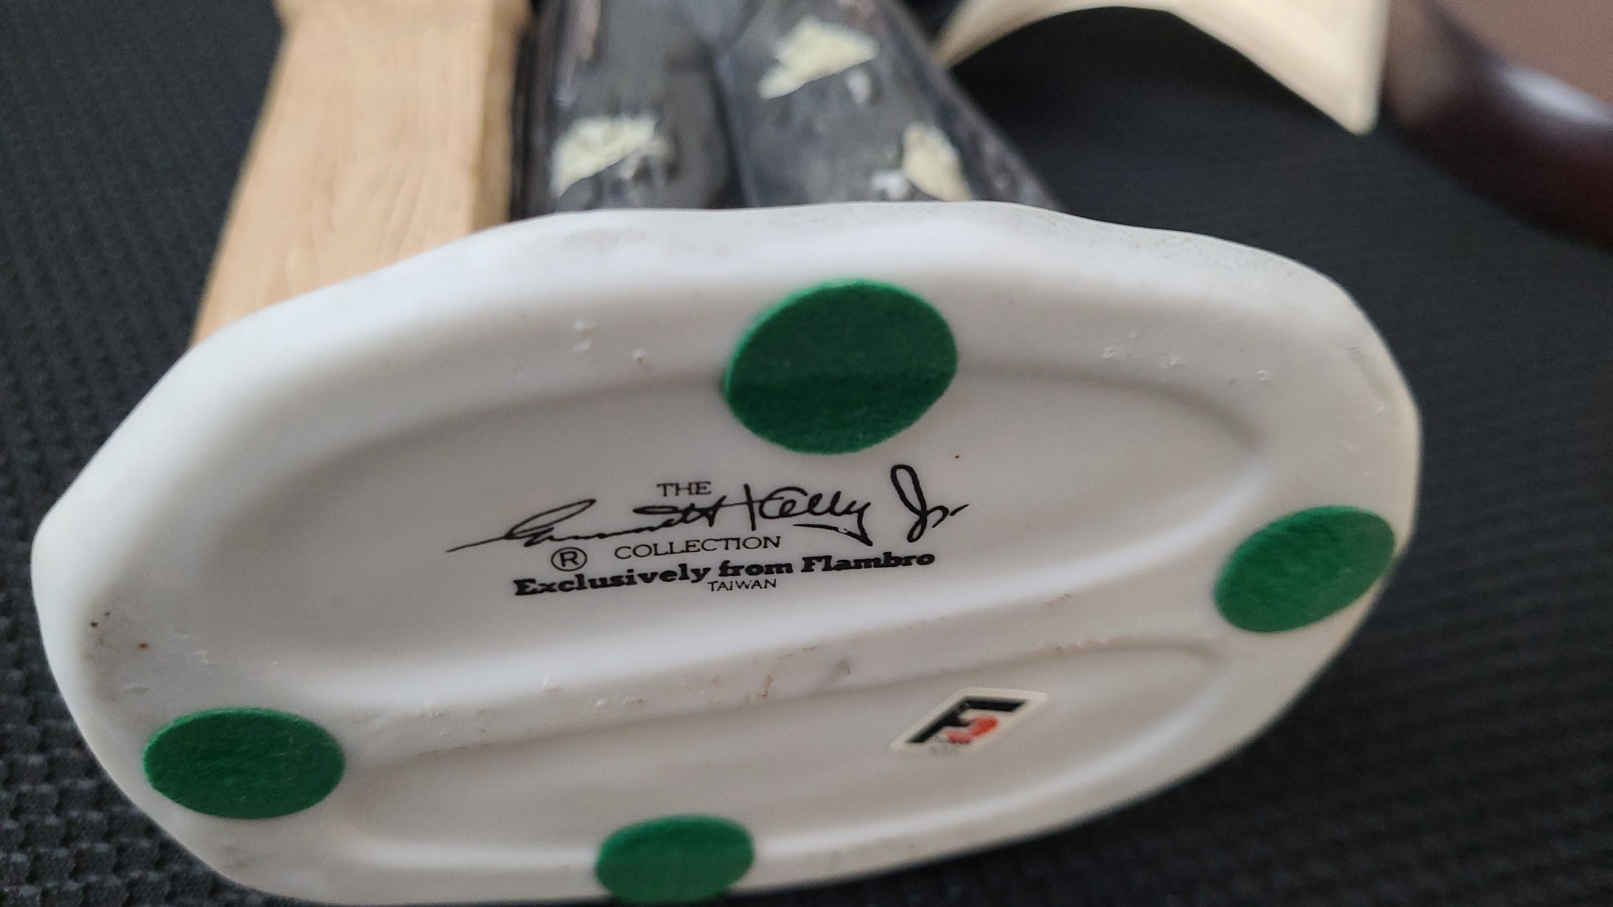 THE
Emmett Kelly Jr.
® COLLECTION
Exclusively from Flambro
TAIWAN